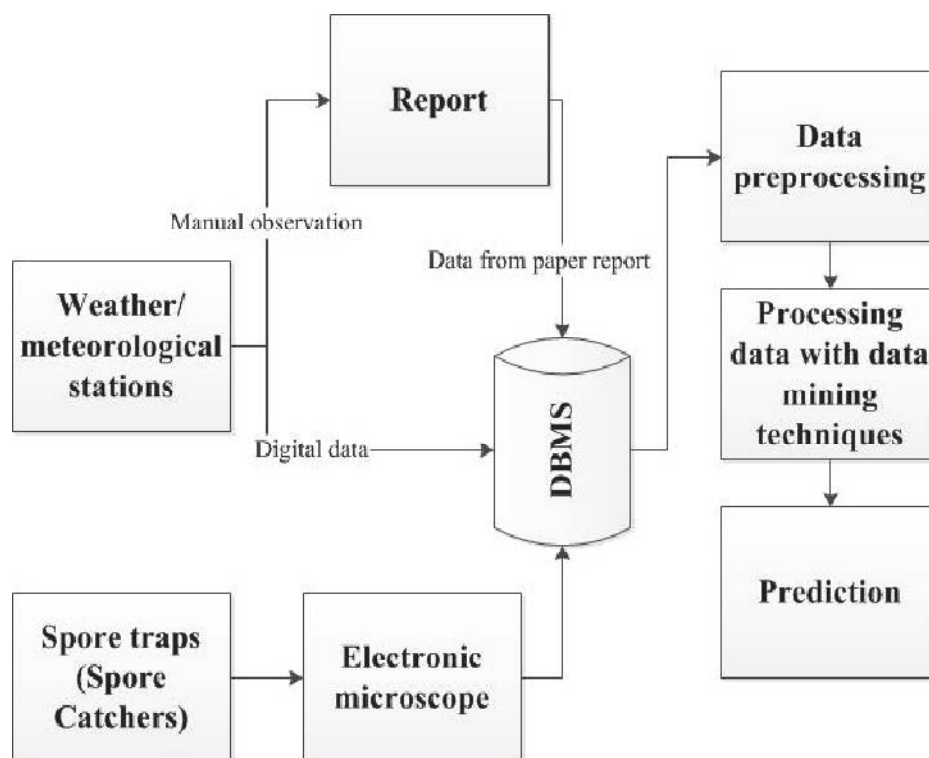 Report
Manual observation
Weather/
meteorological
stations
Digital data
Data from paper report
DBMS
Spore traps
(Spore
Catchers)
Electronic
microscope
Data
preprocessing
Processing
data with data
mining
techniques
Prediction